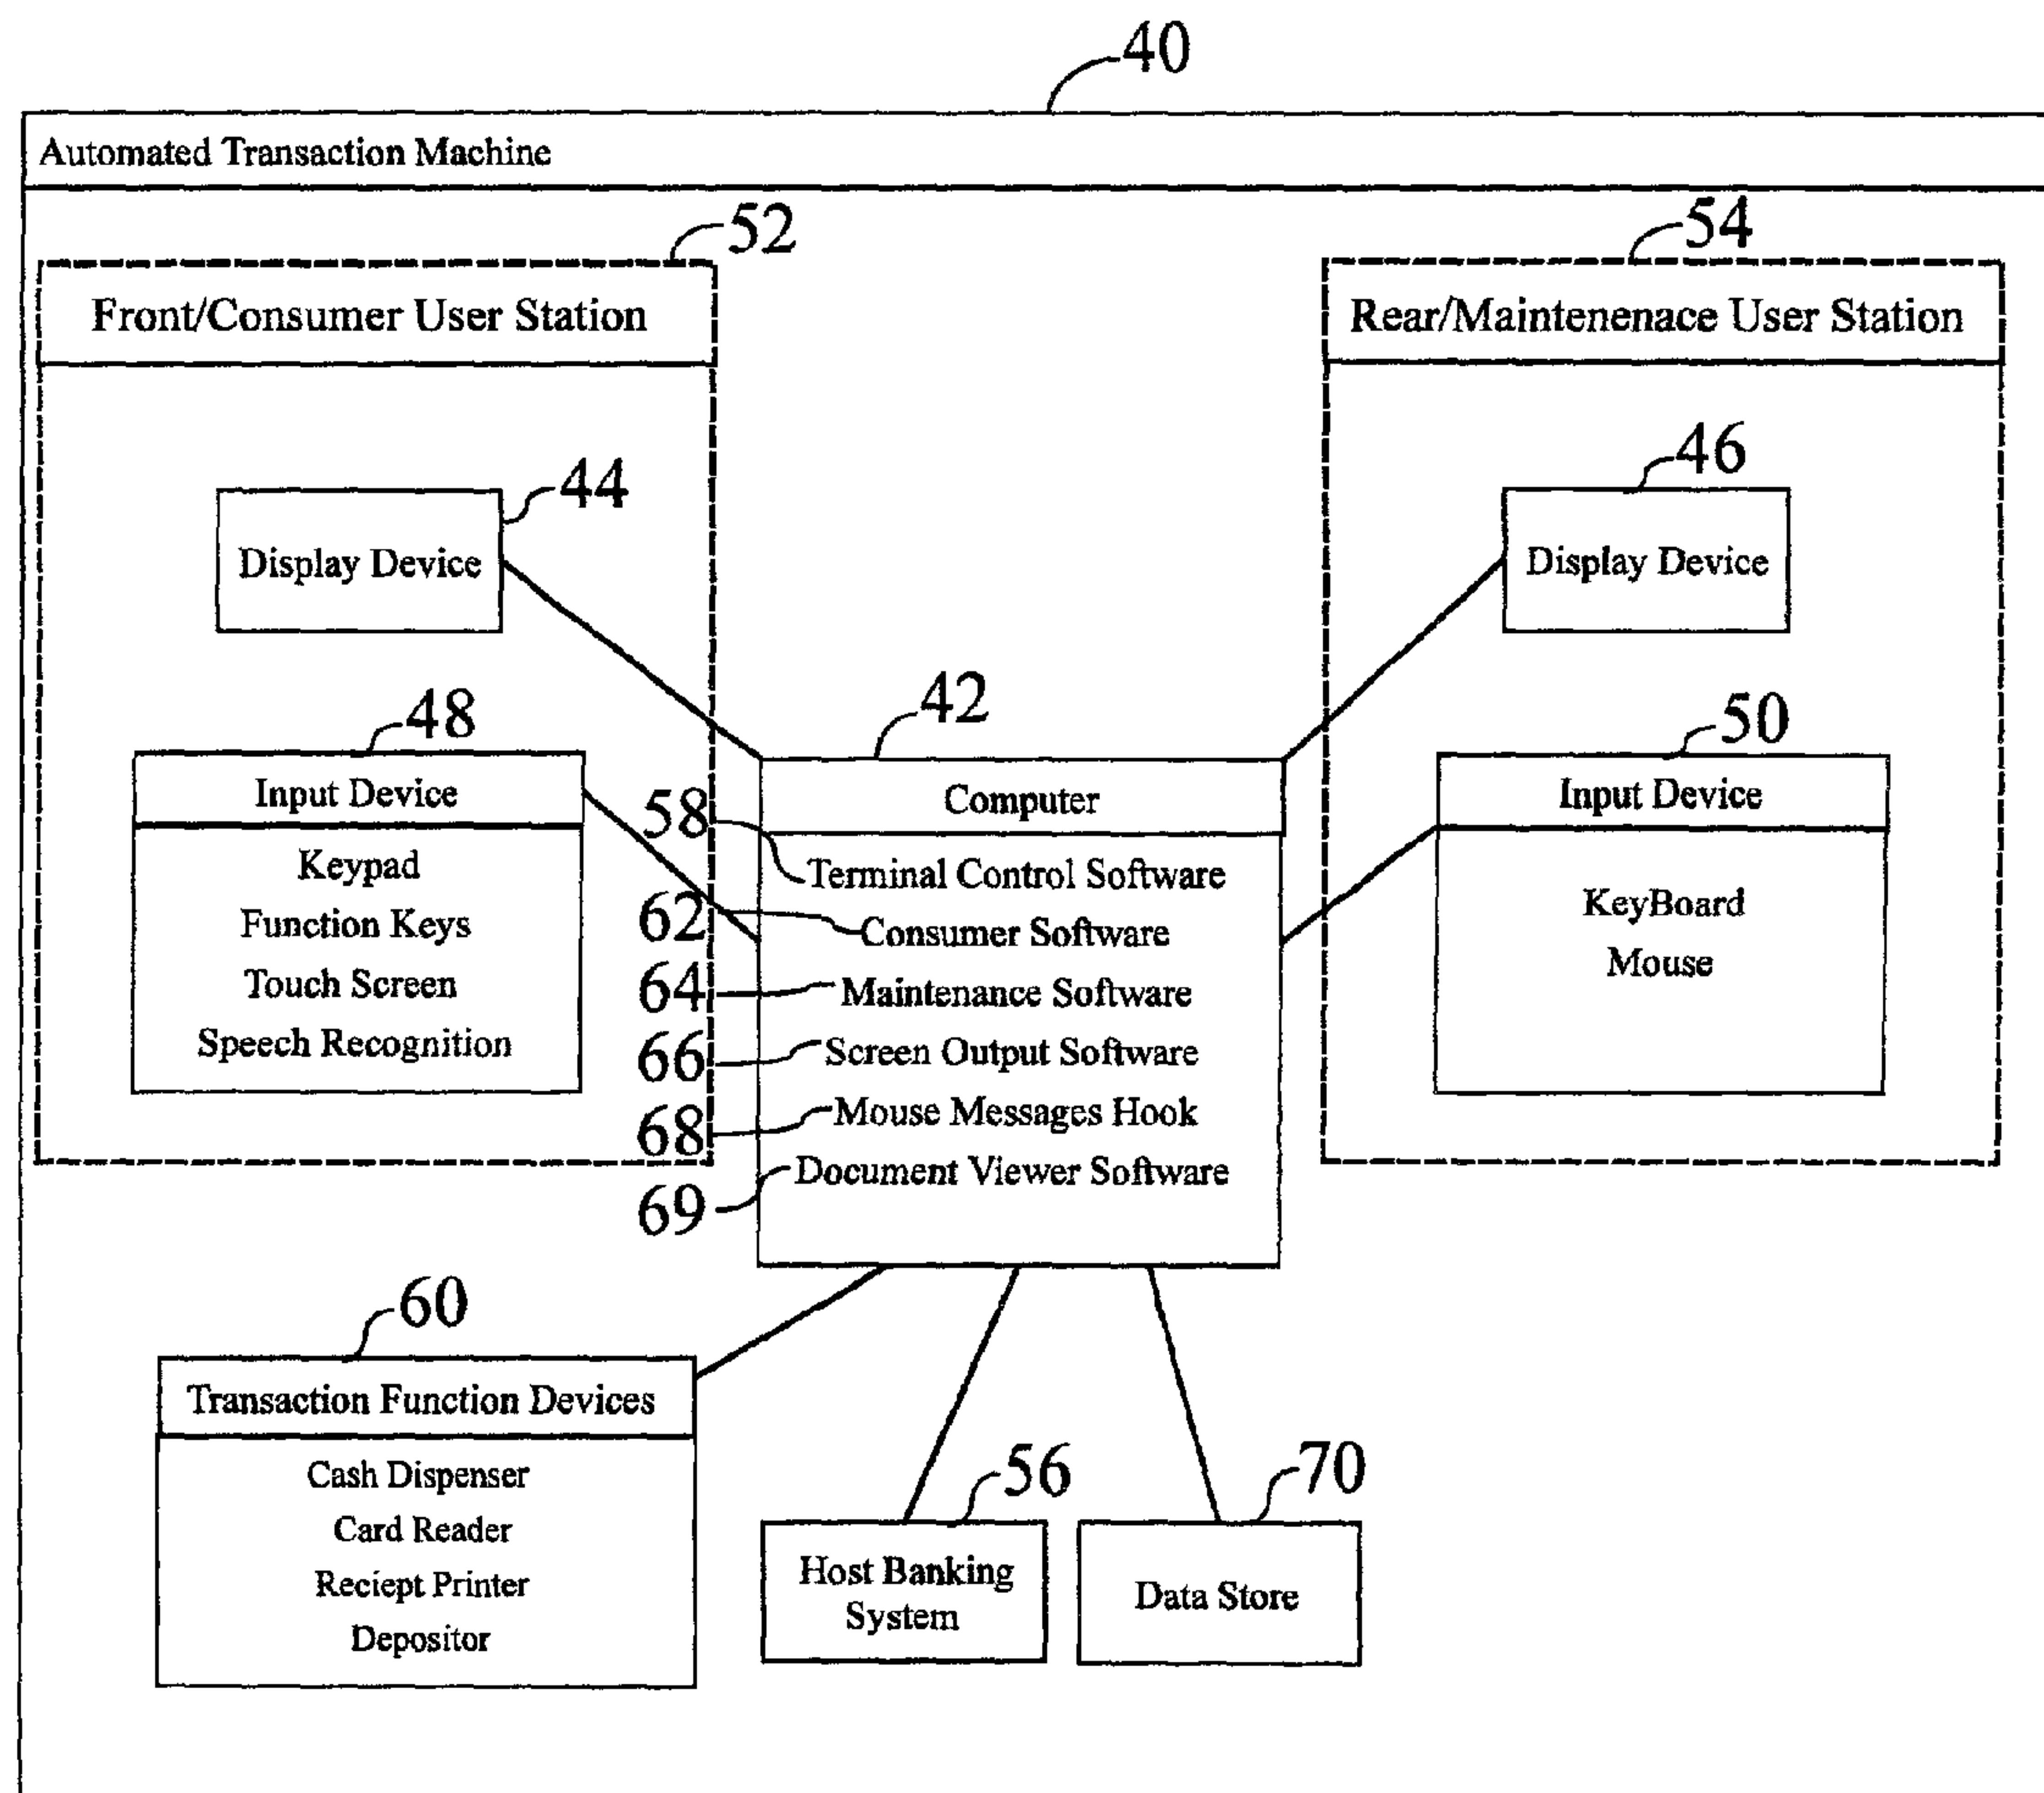 40
Automated Transaction Machine
52
54
Front/Consumer User Station
Rear/Maintenenace User Station
44
46
Display Device
Display Device
48
42
50
Input Device
Computer
Input Device
Keypad
Function Keys
Touch Screen
Speech Recognition
58
Terminal Control Software
62
Consumer Software
64
Maintenance Software
66
Screen Output Software
68
Mouse Messages Hook
69
Document Viewer Software
KeyBoard
Mouse
60
Transaction Function Devices
Cash Dispenser
Card Reader
Reciept Printer
Depositor
56
Host Banking
System
70
Data Store